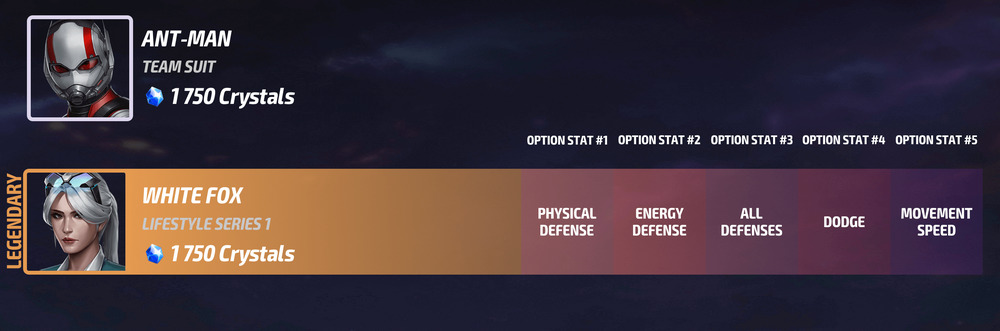 ANT-MAN
TEAM SUIT
1 750 Crystals
OPTION STAT #1 OPTION STAT #2 OPTION STAT #3 OPTION STAT #4 OPTION STAT #5
LEGENDARY
WHITE FOX
LIFESTYLE SERIES 1
1 750 Crystals
PHYSICAL
DEFENSE
ENERGY
DEFENSE
ALL
DEFENSES
DODGE
MOVEMENT
SPEED